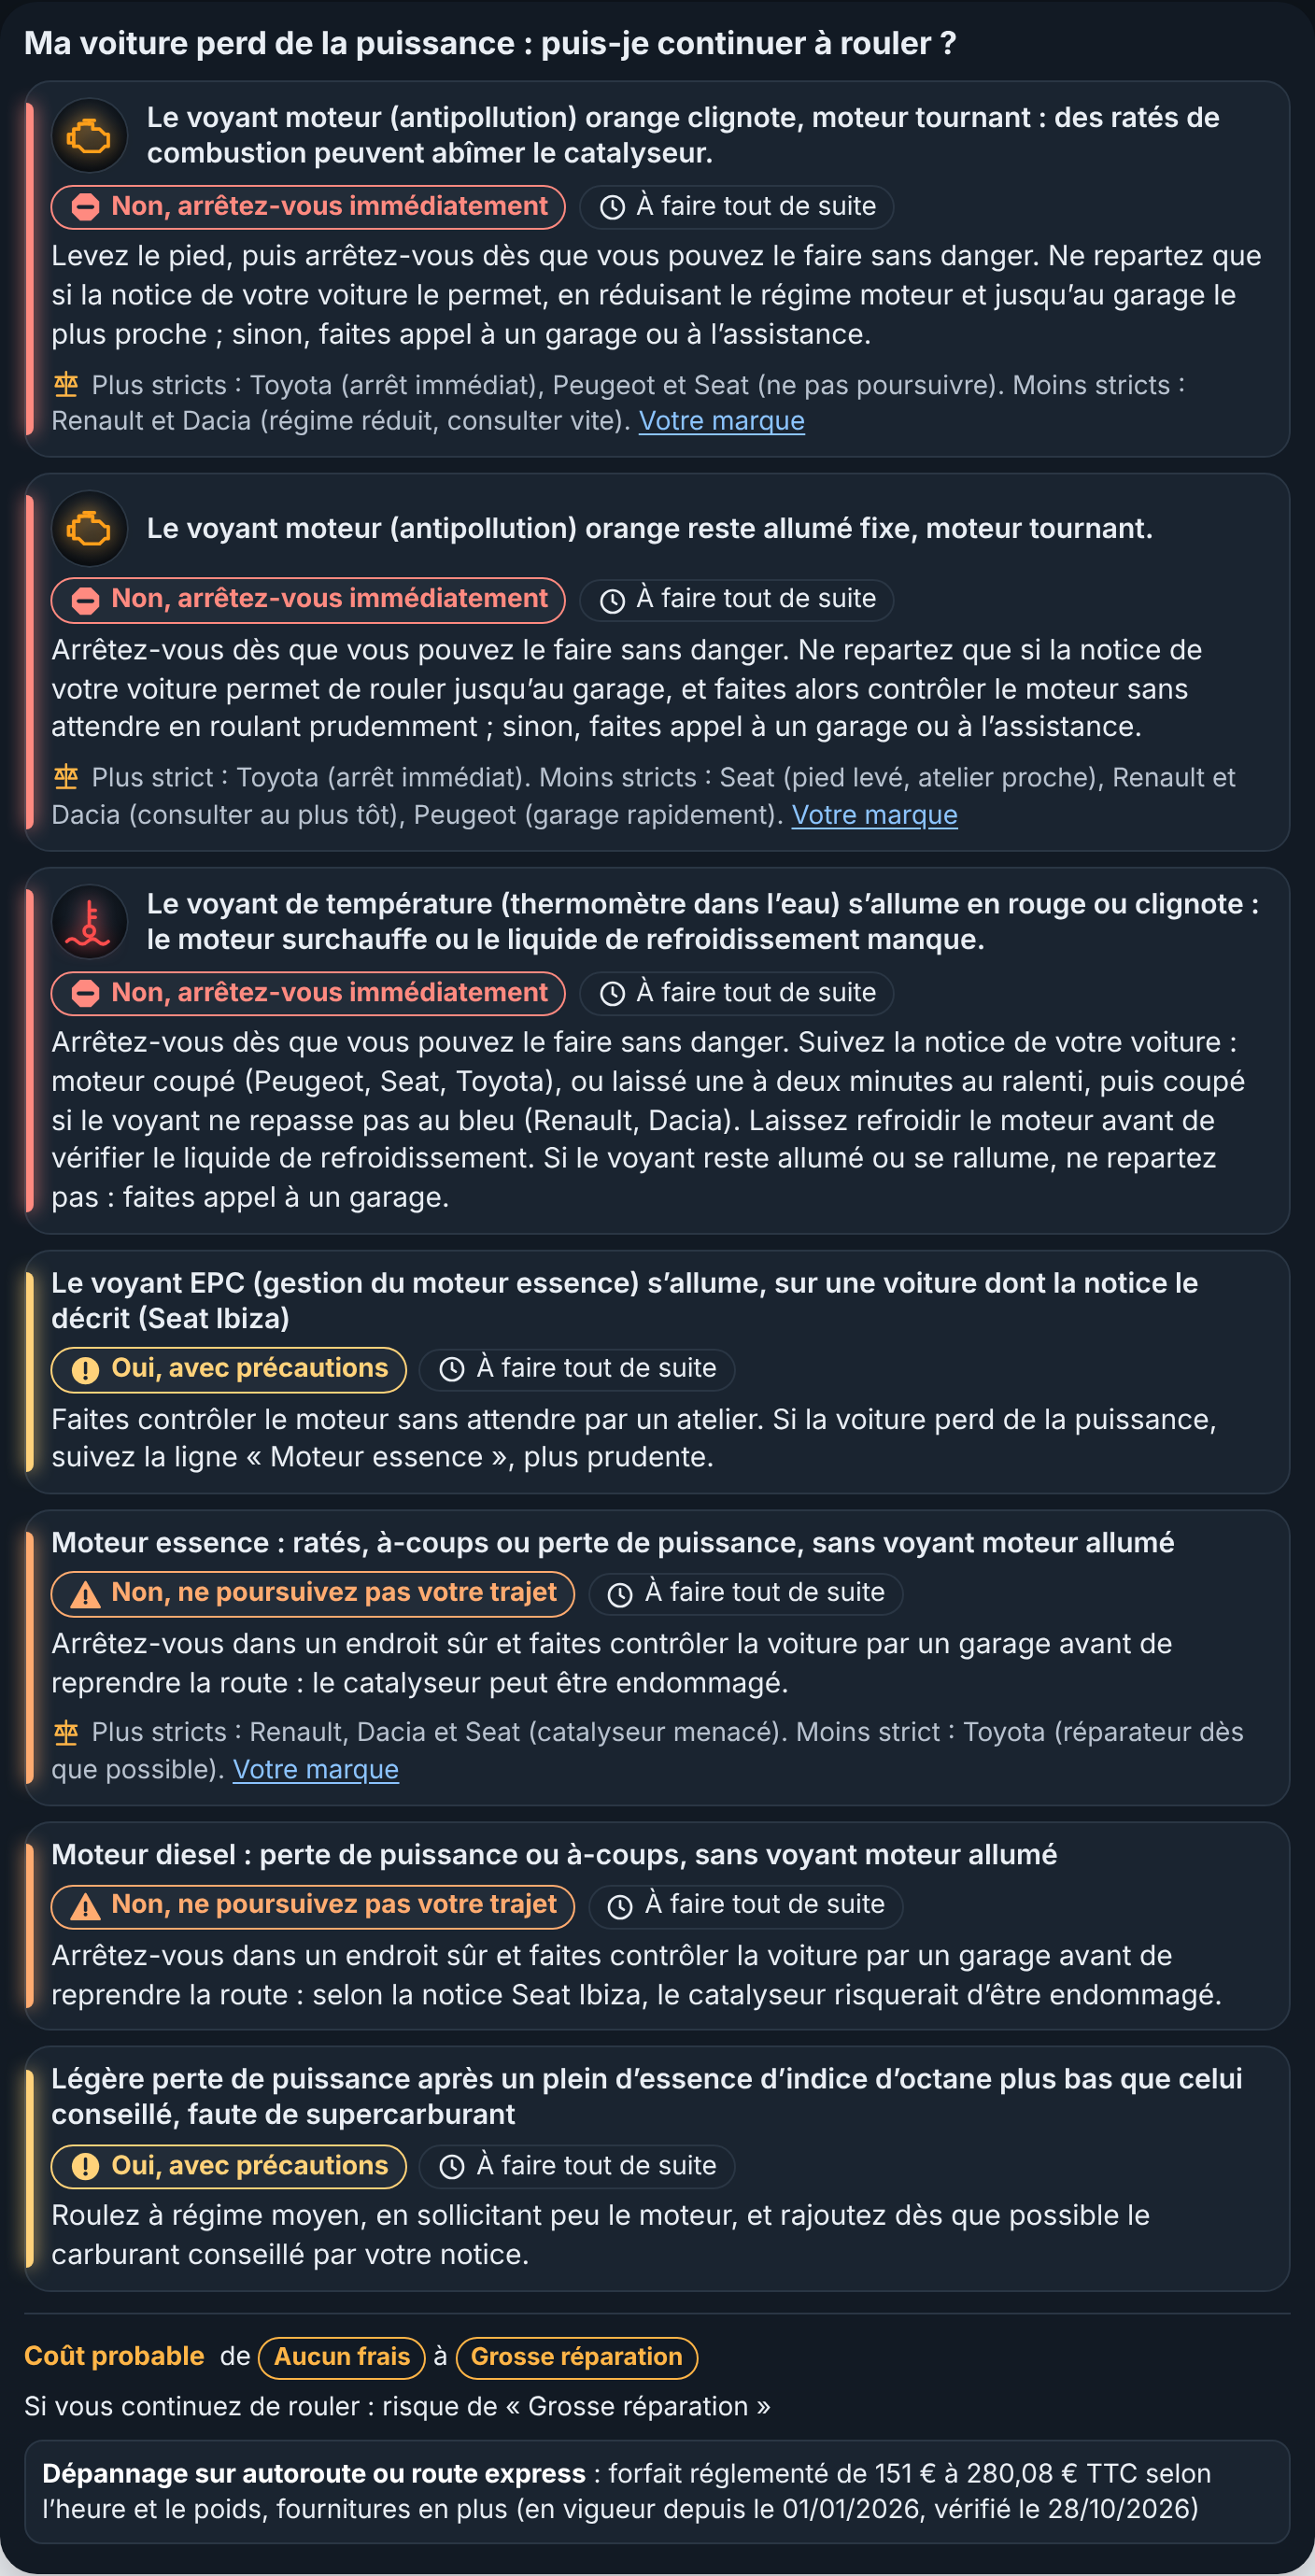 Ma voiture perd de la puissance : puis-je continuer à rouler ?
Le voyant moteur (antipollution) orange clignote, moteur tournant : des ratés de
combustion peuvent abîmer le catalyseur.
Non, arrêtez-vous immédiatement
À faire tout de suite
Levez le pied, puis arrêtez-vous dès que vous pouvez le faire sans danger. Ne repartez que
si la notice de votre voiture le permet, en réduisant le régime moteur et jusqu’au garage le
plus proche ; sinon, faites appel à un garage ou à l’assistance.
Plus stricts : Toyota (arrêt immédiat), Peugeot et Seat (ne pas poursuivre). Moins stricts :
Renault et Dacia (régime réduit, consulter vite). Votre marque
Le voyant moteur (antipollution) orange reste allumé fixe, moteur tournant.
Non, arrêtez-vous immédiatement
À faire tout de suite
Arrêtez-vous dès que vous pouvez le faire sans danger. Ne repartez que si la notice de
votre voiture permet de rouler jusqu’au garage, et faites alors contrôler le moteur sans
attendre en roulant prudemment ; sinon, faites appel à un garage ou à l’assistance.
Plus strict : Toyota (arrêt immédiat). Moins stricts : Seat (pied levé, atelier proche), Renault et
Dacia (consulter au plus tôt), Peugeot (garage rapidement). Votre marque
Le voyant de température (thermomètre dans l’eau) s’allume en rouge ou clignote :
le moteur surchauffe ou le liquide de refroidissement manque.
Non, arrêtez-vous immédiatement
À faire tout de suite
Arrêtez-vous dès que vous pouvez le faire sans danger. Suivez la notice de votre voiture :
moteur coupé (Peugeot, Seat, Toyota), ou laissé une à deux minutes au ralenti, puis coupé
si le voyant ne repasse pas au bleu (Renault, Dacia). Laissez refroidir le moteur avant de
vérifier le liquide de refroidissement. Si le voyant reste allumé ou se rallume, ne repartez
pas : faites appel à un garage.
Le voyant EPC (gestion du moteur essence) s’allume, sur une voiture dont la notice le
décrit (Seat Ibiza)
Oui, avec précautions
À faire tout de suite
Faites contrôler le moteur sans attendre par un atelier. Si la voiture perd de la puissance,
suivez la ligne « Moteur essence », plus prudente.
Moteur essence : ratés, à-coups ou perte de puissance, sans voyant moteur allumé
Non, ne poursuivez pas votre trajet
À faire tout de suite
Arrêtez-vous dans un endroit sûr et faites contrôler la voiture par un garage avant de
reprendre la route : le catalyseur peut être endommagé.
Plus stricts : Renault, Dacia et Seat (catalyseur menacé). Moins strict : Toyota (réparateur dès
que possible). Votre marque
Moteur diesel : perte de puissance ou à-coups, sans voyant moteur allumé
Non, ne poursuivez pas votre trajet
À faire tout de suite
Arrêtez-vous dans un endroit sûr et faites contrôler la voiture par un garage avant de
reprendre la route : selon la notice Seat Ibiza, le catalyseur risquerait d’être endommagé.
Légère perte de puissance après un plein d’essence d’indice d’octane plus bas que celui
conseillé, faute de supercarburant
Oui, avec précautions
À faire tout de suite
Roulez à régime moyen, en sollicitant peu le moteur, et rajoutez dès que possible le
carburant conseillé par votre notice.
Coût probable de Aucun frais à Grosse réparation
Si vous continuez de rouler : risque de « Grosse réparation »
Dépannage sur autoroute ou route express : forfait réglementé de 151 € à 280,08 € TTC selon
l’heure et le poids, fournitures en plus (en vigueur depuis le 01/01/2026, vérifié le 28/10/2026)